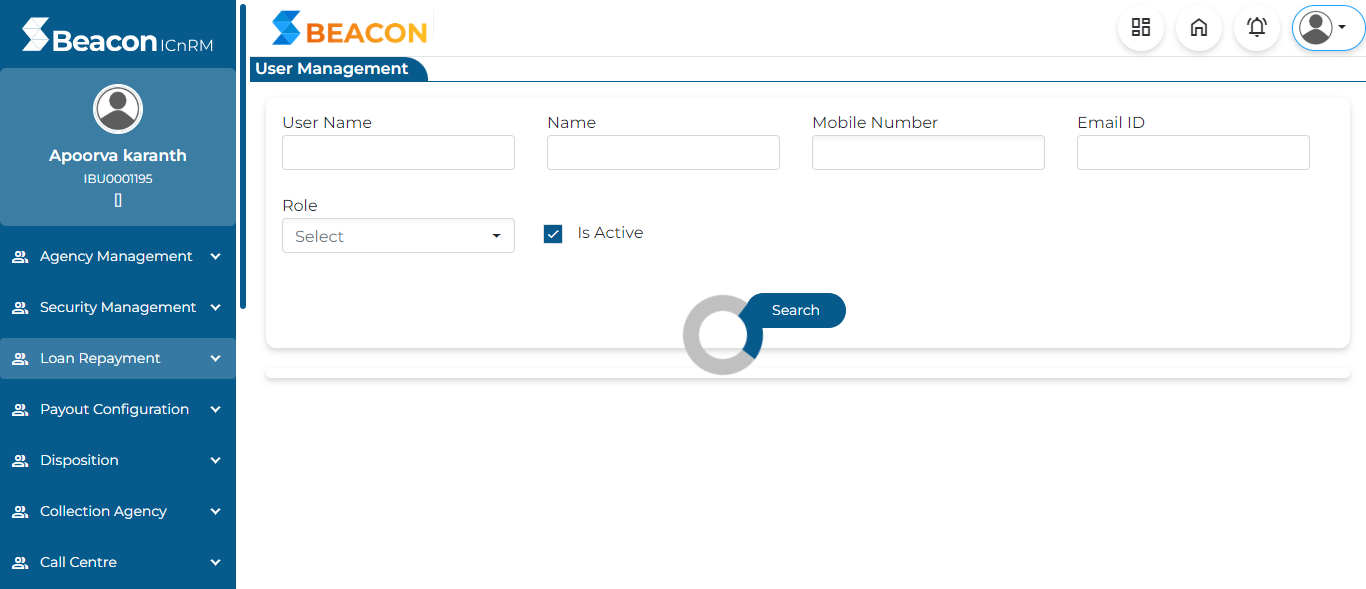 Beacon ICnRM
Apoorva karanth
IBU0001195
[]
Agency Management
Security Management
Loan Repayment
Payout Configuration
Disposition
Collection Agency
Call Centre
BEACON
User Management
User Name
Name
Mobile Number
Email ID
Role
Select
Is Active
Search